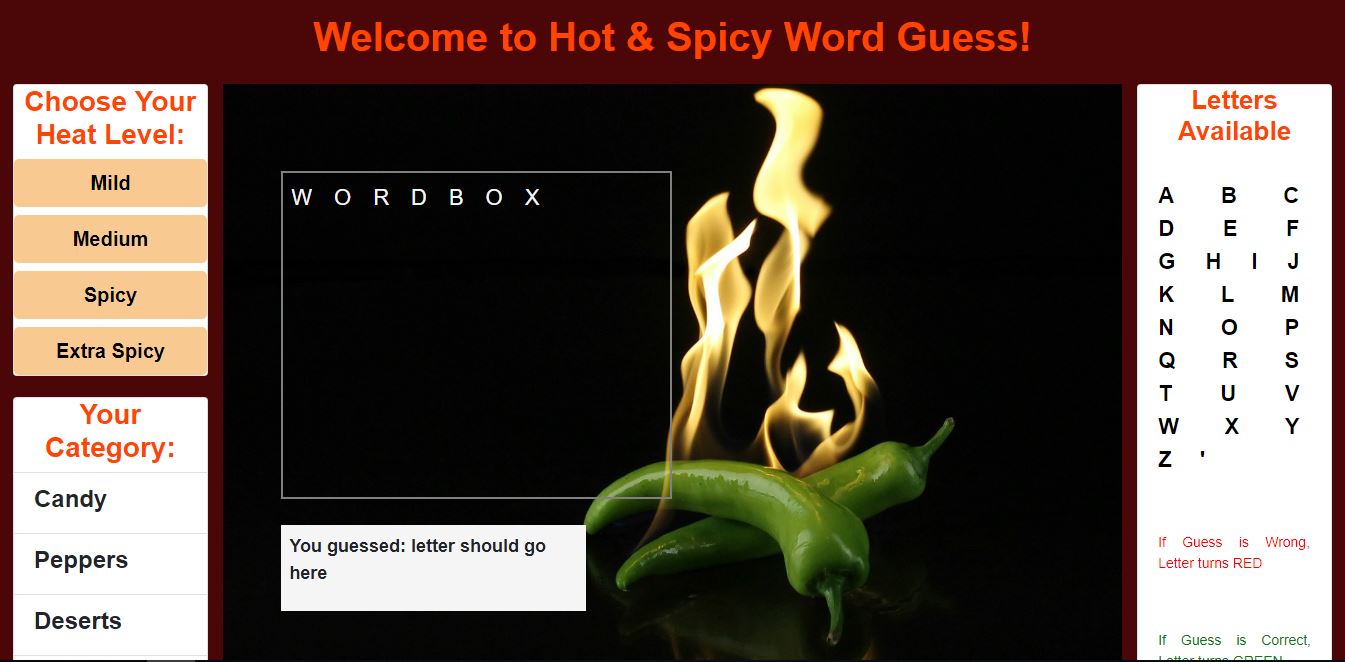 Welcome to Hot & Spicy Word Guess!
Choose Your
Heat Level:
Mild
Medium
Spicy
Extra Spicy
Your
Category:
Candy
Peppers
Deserts
W O R D B O X
You guessed: letter should go
here
Letters
Available
A B C
D E F
G H I J
K L M
N O P
Q R S
T U V
W X Y
Z '
If Guess is Wrong,
Letter turns RED
If Guess is Correct,
Letter turns GREEN